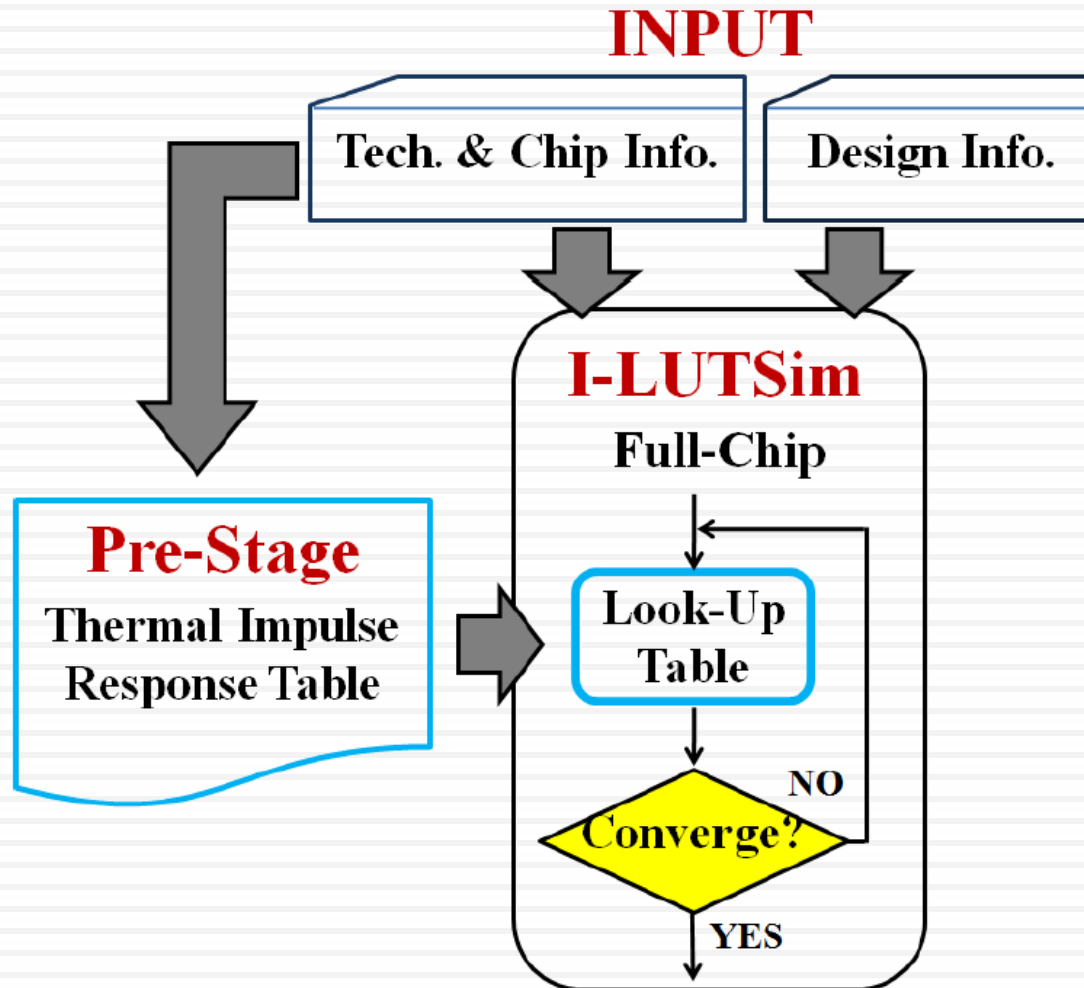 INPUT
Tech. & Chip Info.
Design Info.
I-LUTSim
Full-Chip
Pre-Stage
Thermal Impulse
Response Table
Look-Up
Table
NO
Converge?
YES